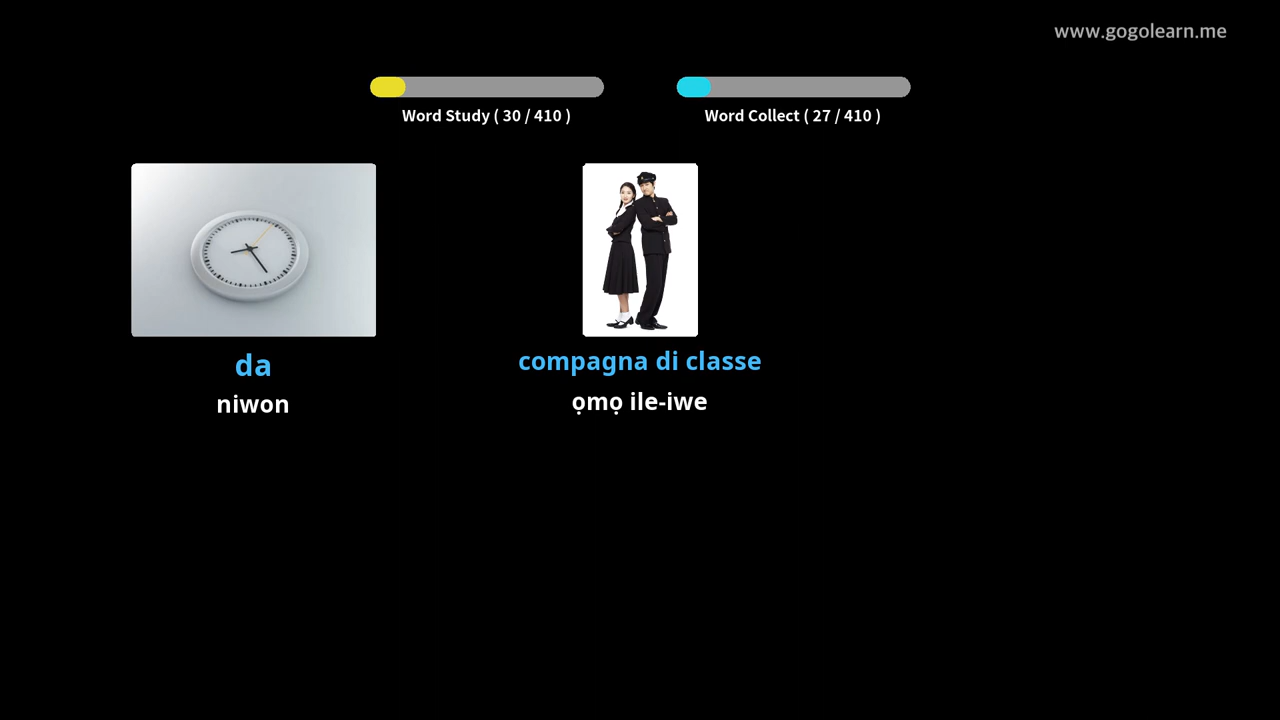 www.gogolearn.me
Word Study ( 30 / 410 )
Word Collect ( 27 / 410 )
da
niwon
compagna di classe
ọmọ ile-iwe